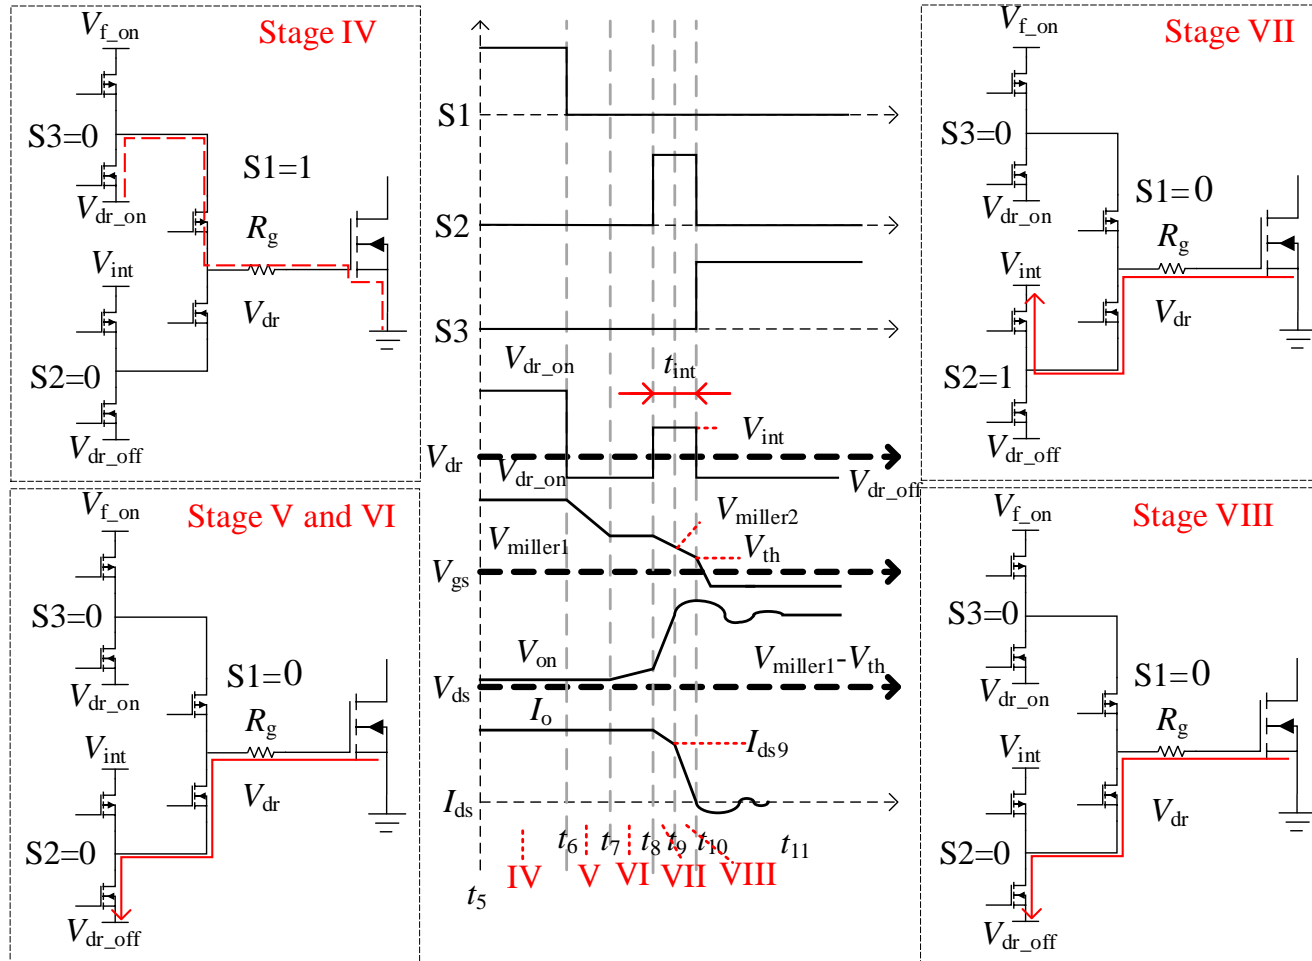 V_f_on
Stage IV
S3=0
S1=1
V_dr_on
R_g
V_int
V_dr
S2=0
V_dr_off
V_f_on
Stage V and VI
S3=0
S1=0
V_dr_on
R_g
V_int
V_dr
S2=0
V_dr_off
S1
S2
S3
V_dr_on
t_int
V_int
V_dr
V_dr_on
V_dr_off
V_miller2
V_miller1
V_th
V_gs
V_on
V_miller1-V_th
V_ds
I_o
I_ds9
I_ds
t_6 t_7 t_8 t_9 t_10 t_11
IV V VI VII VIII
t_5
V_f_on
Stage VII
S3=0
S1=0
V_dr_on
R_g
V_int
V_dr
S2=1
V_dr_off
V_f_on
Stage VIII
S3=0
S1=0
V_dr_on
R_g
V_int
V_dr
S2=0
V_dr_off